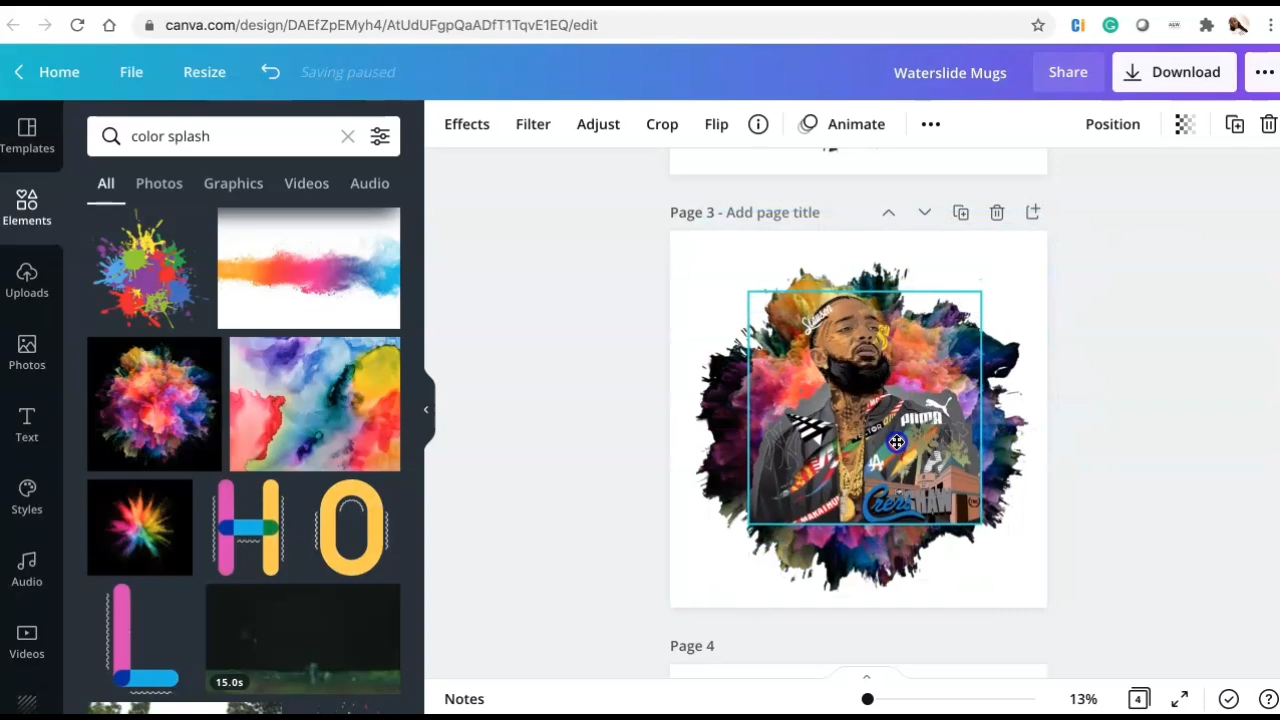 canva.com/design/DAEfZpEMyh4/AtUdUFgpQaADFT1TqvE1EQ/edit
Home File Resize Saving paused Waterslide Mugs Share Download
Templates
Elements
Uploads
Photos
Text
Styles
Audio
Videos
color splash
All Photos Graphics Videos Audio
H O
L
15.0s
Effects Filter Adjust Crop Flip Animate Position
Page 3 - Add page title
PUMA
Crenshaw
Page 4
Notes 13% 4